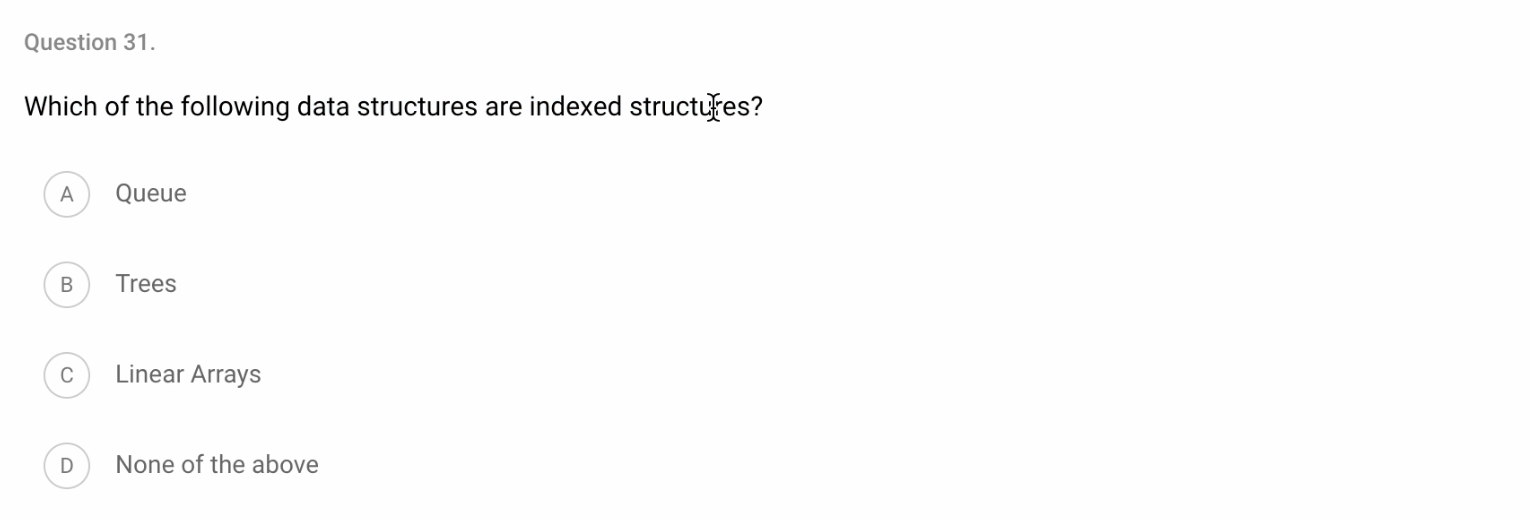 Question 31.
Which of the following data structures are indexed structures?
A Queue
B Trees
C Linear Arrays
D None of the above